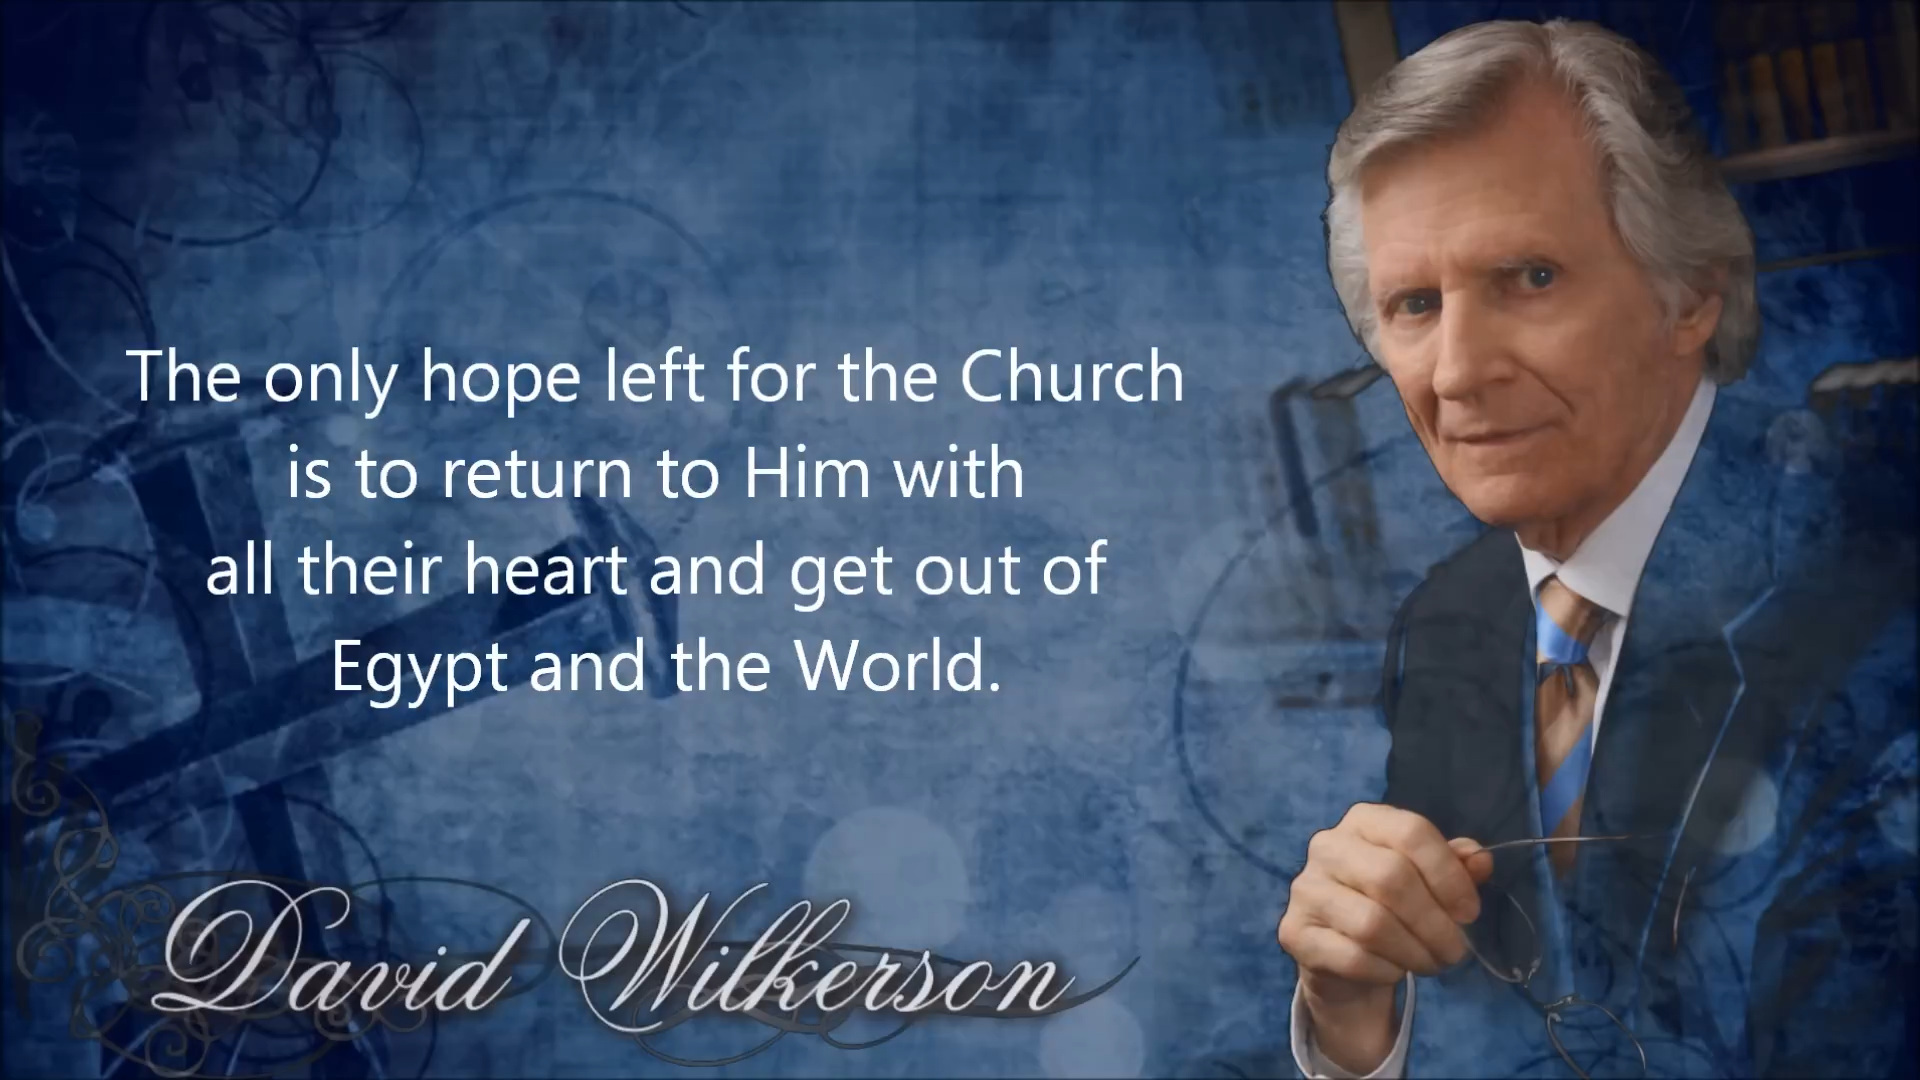 The only hope left for the Church
is to return to Him with
all their heart and get out of
Egypt and the World.
David Wilkerson